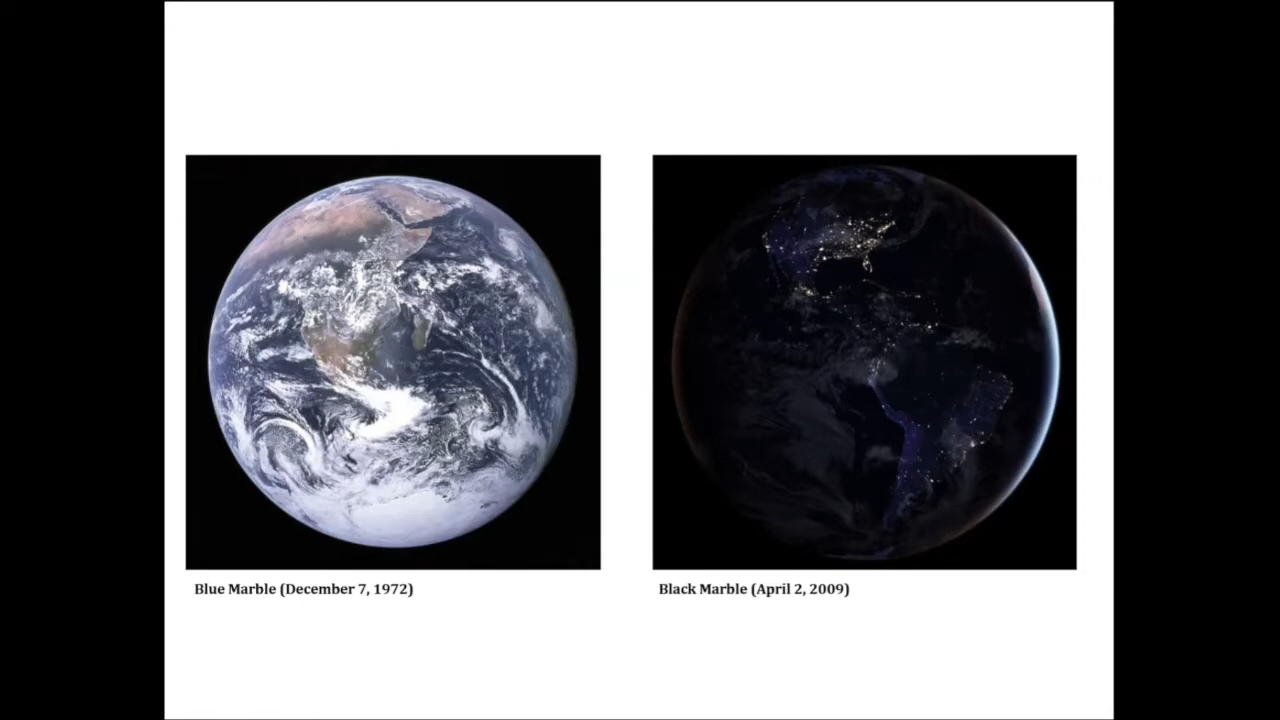 Blue Marble (December 7, 1972)
Black Marble (April 2, 2009)